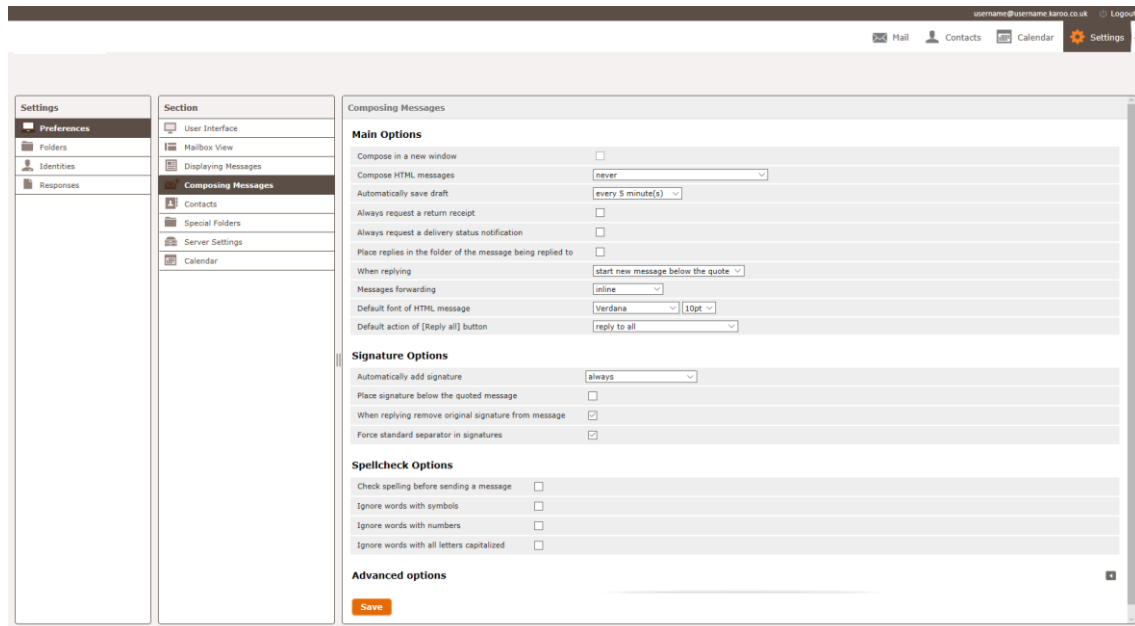 username@username.karoo.co.uk Logout
Mail Contacts Calendar Settings
Settings
Preferences
Folders
Identities
Responses
Section
User Interface
Mailbox View
Displaying Messages
Composing Messages
Contacts
Special Folders
Server Settings
Calendar
Composing Messages
Main Options
Compose in a new window
Compose HTML messages never
Automatically save draft every 5 minute(s)
Always request a return receipt
Always request a delivery status notification
Place replies in the folder of the message being replied to
When replying start new message below the quote
Messages forwarding inline
Default font of HTML message Verdana 10pt
Default action of [Reply all] button reply to all
Signature Options
Automatically add signature always
Place signature below the quoted message
When replying remove original signature from message
Force standard separator in signatures
Spellcheck Options
Check spelling before sending a message
Ignore words with symbols
Ignore words with numbers
Ignore words with all letters capitalized
Advanced options
Save